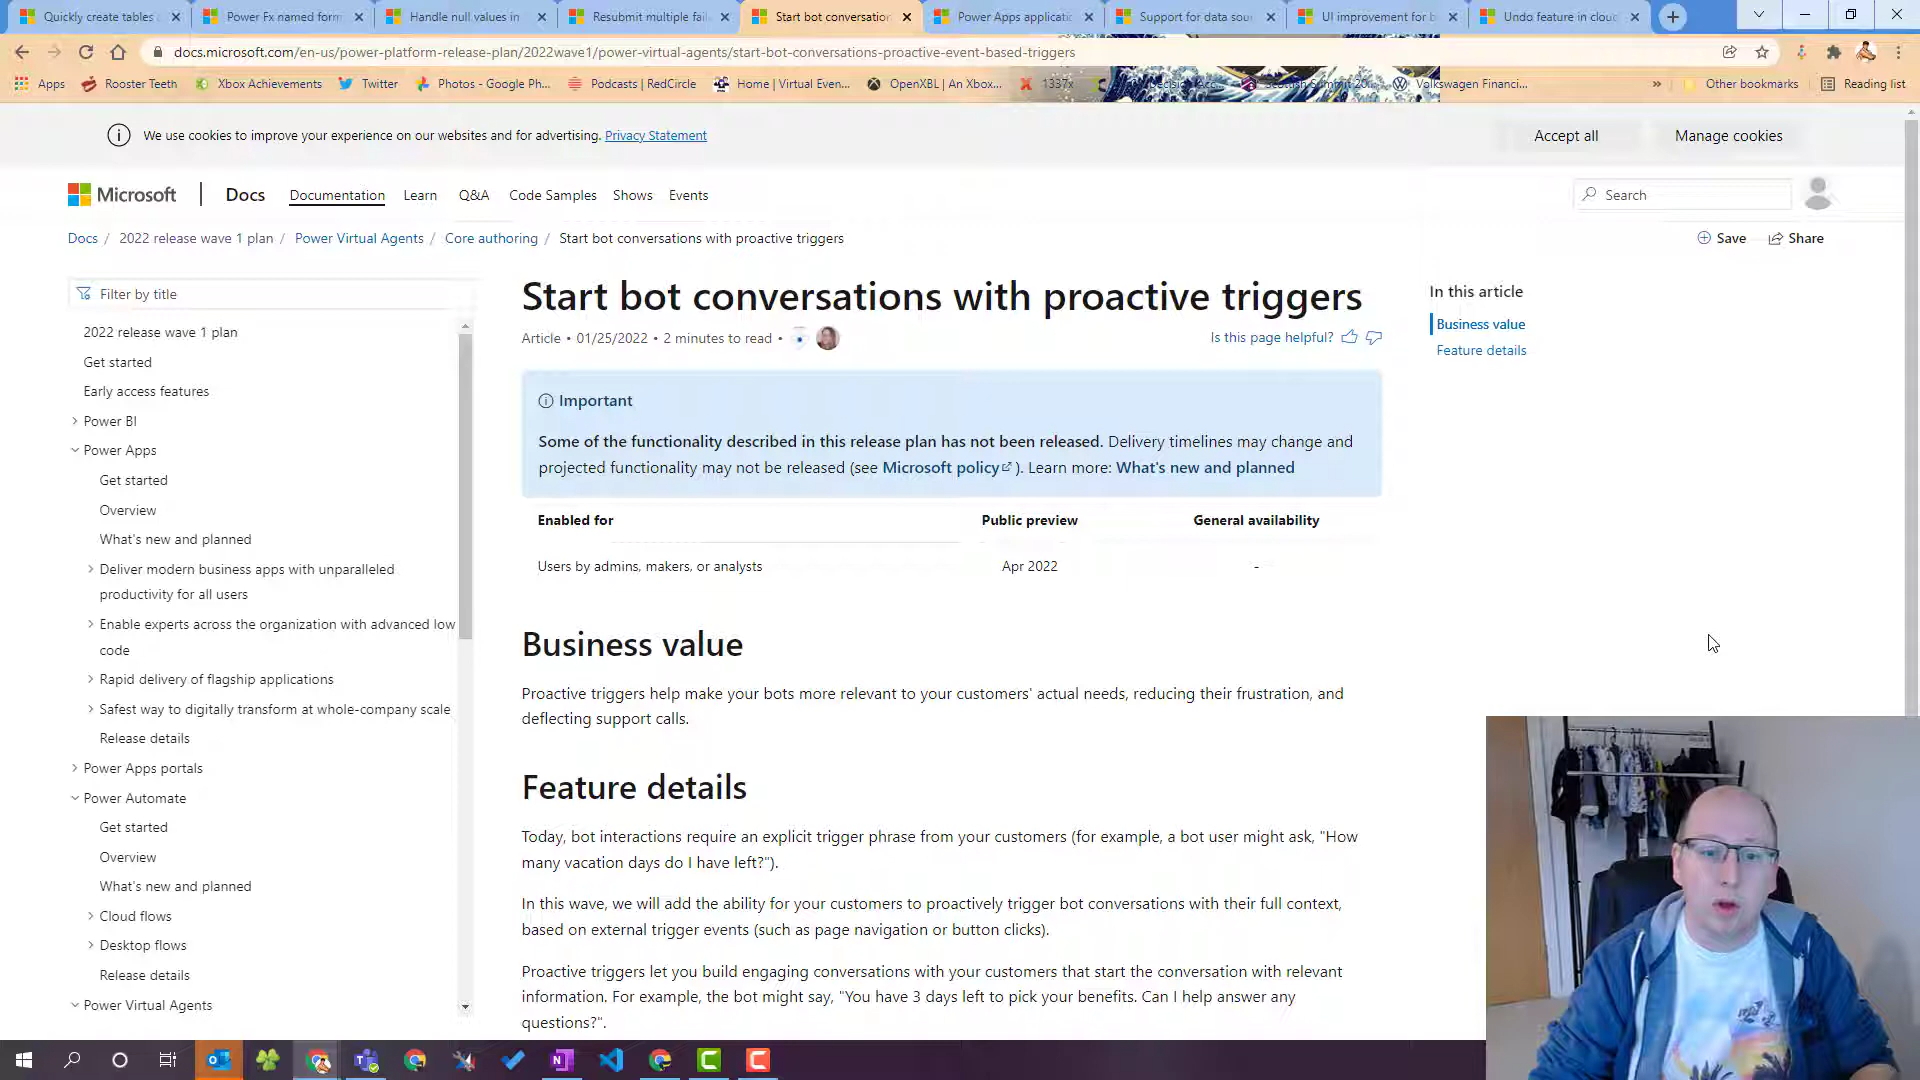 Quickly create tables
Power Fx named form
Handle null values in
Resubmit multiple fail
Start bot conversation
Power Apps applicatio
Support for data sour
UI improvement for b
Undo feature in cloud
docs.microsoft.com/en-us/power-platform-release-plan/2022wave1/power-virtual-agents/start-bot-conversations-proactive-event-based-triggers
Apps
Rooster Teeth
Xbox Achievements
Twitter
Photos - Google Ph...
Podcasts | RedCircle
Home | Virtual Even...
OpenXBL | An Xbox...
1337x
Decision Acc...
Scottish Summit 20...
Volkswagen Financi...
Other bookmarks
Reading list
We use cookies to improve your experience on our websites and for advertising. Privacy Statement
Accept all
Manage cookies
Microsoft
Docs
Documentation
Learn
Q&A
Code Samples
Shows
Events
Search
Docs / 2022 release wave 1 plan / Power Virtual Agents / Core authoring / Start bot conversations with proactive triggers
Save
Share
Filter by title
2022 release wave 1 plan
Get started
Early access features
Power BI
Power Apps
Get started
Overview
What's new and planned
Deliver modern business apps with unparalleled
productivity for all users
Enable experts across the organization with advanced low
code
Rapid delivery of flagship applications
Safest way to digitally transform at whole-company scale
Release details
Power Apps portals
Power Automate
Get started
Overview
What's new and planned
Cloud flows
Desktop flows
Release details
Power Virtual Agents
Start bot conversations with proactive triggers
Article • 01/25/2022 • 2 minutes to read •
Is this page helpful?
Important
Some of the functionality described in this release plan has not been released. Delivery timelines may change and
projected functionality may not be released (see Microsoft policy). Learn more: What's new and planned
Enabled for
Public preview
General availability
Users by admins, makers, or analysts
Apr 2022
-
Business value
Proactive triggers help make your bots more relevant to your customers' actual needs, reducing their frustration, and
deflecting support calls.
Feature details
Today, bot interactions require an explicit trigger phrase from your customers (for example, a bot user might ask, "How
many vacation days do I have left?").
In this wave, we will add the ability for your customers to proactively trigger bot conversations with their full context,
based on external trigger events (such as page navigation or button clicks).
Proactive triggers let you build engaging conversations with your customers that start the conversation with relevant
information. For example, the bot might say, "You have 3 days left to pick your benefits. Can I help answer any
questions?".
In this article
Business value
Feature details